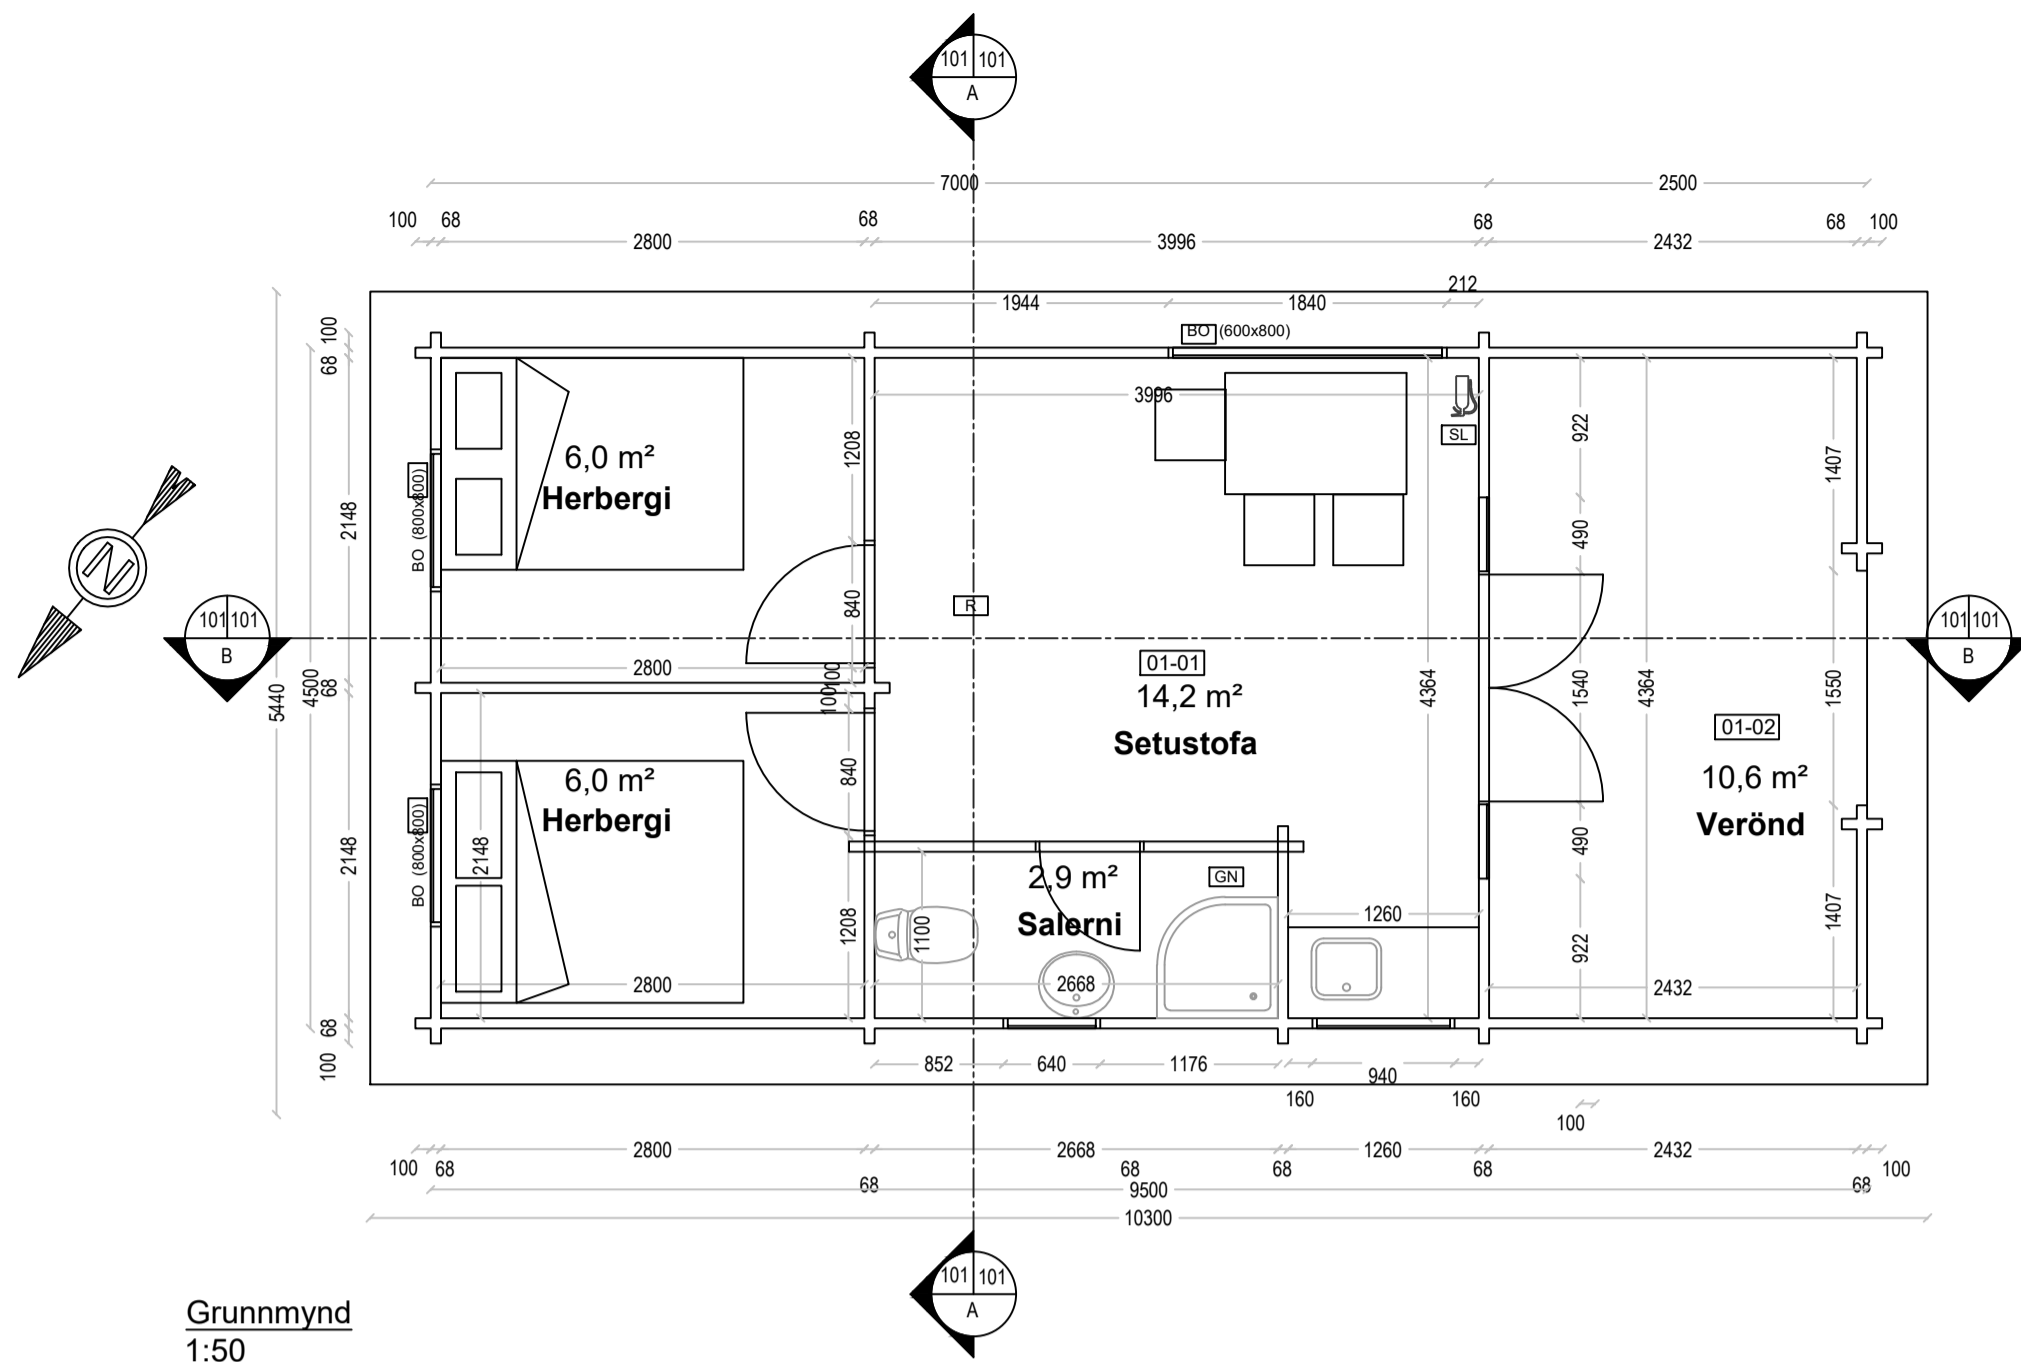 101 101
A
7000 2500
100 68 68 68 68 100
2800 3996 2432
212
1944 1840
BO (600x800)
100
68
2148
68
2148
68
100
4500
5440
3996
SL
6,0 m²
Herbergi
BO (800x800)
1208
840
100
100
840
1208
922
490
1540
490
922
4364
4364
1407
1550
1407
N
101 101
B
R
2800
01-01
14,2 m²
Setustofa
101 101
B
01-02
10,6 m²
Verönd
6,0 m²
Herbergi
BO (800x800)
2148
2,9 m²
Salerni
GN
1100
1260
2800 2668 2432
852 640 1176 940
160 160
100
2800 2668 1260 2432
100 68 68 68 68 68 68 100
9500
10300
101 101
A
Grunnmynd
1:50